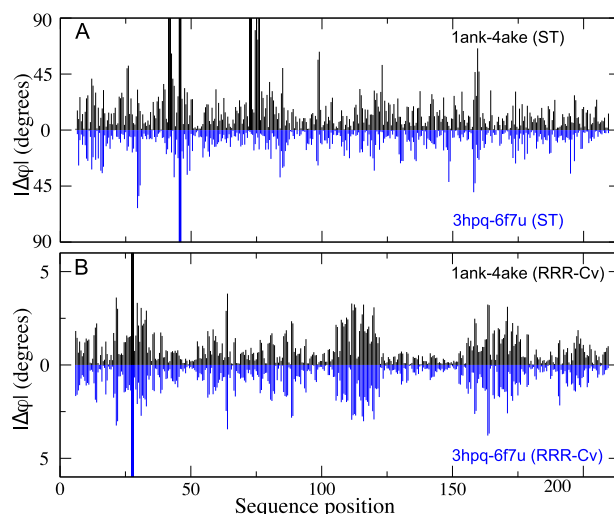 90
A
1ank-4ake (ST)
45
0
|Δφ| (degrees)
45
3hpq-6f7u (ST)
90
B
1ank-4ake (RRR-Cv)
5
0
|Δφ| (degrees)
5
3hpq-6f7u (RRR-Cv)
0 50 100 150 200
Sequence position